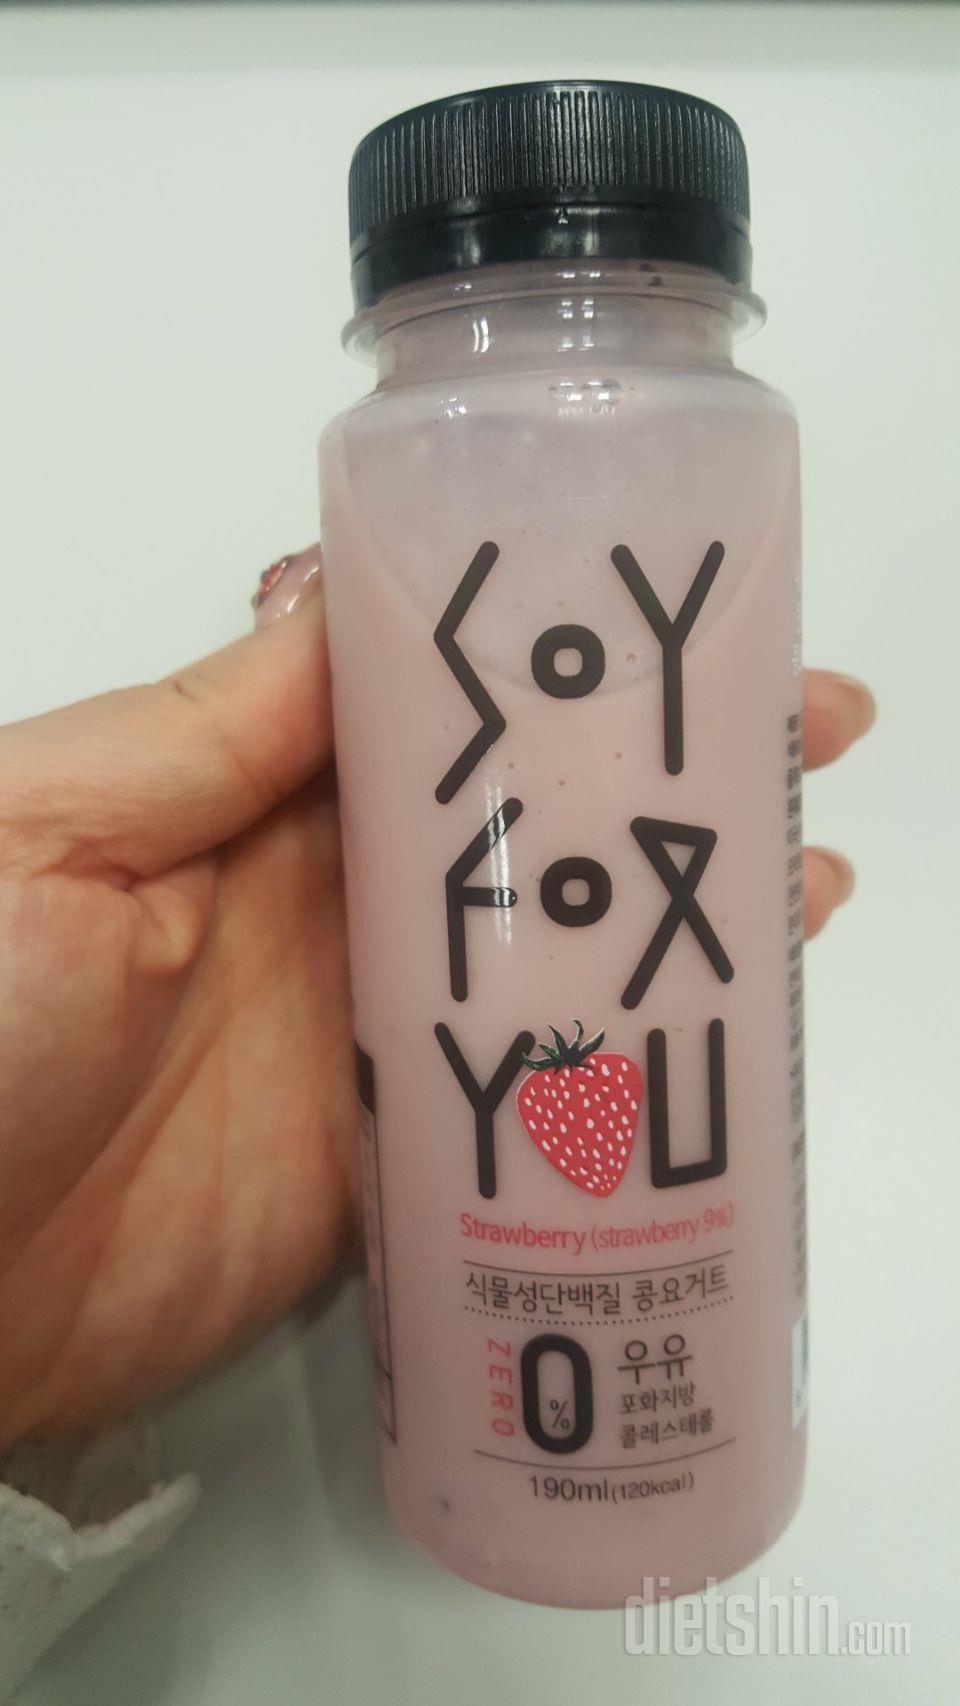 SOY
FOR
YOU
Strawberry (strawberry 9%)
식물성단백질 콩요거트
ZERO
0%
우유
포화지방
콜레스테롤
190ml(120kcal)
dietshin.com